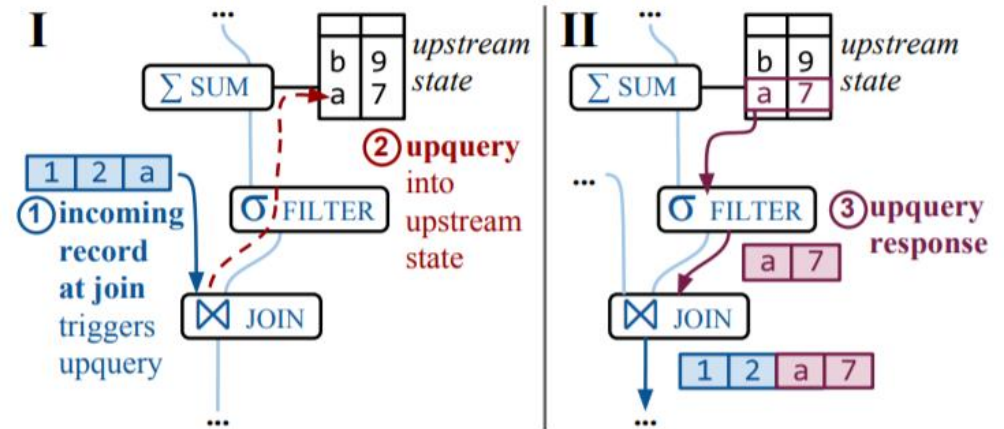 I
...
∑ SUM
b 9
a 7
upstream
state
② upquery
into
upstream
state
1 2 a
① incoming
record
at join
triggers
upquery
σ FILTER
⋈ JOIN
...
II
...
∑ SUM
b 9
a 7
upstream
state
...
σ FILTER
③ upquery
response
a 7
⋈ JOIN
1 2 a 7
...